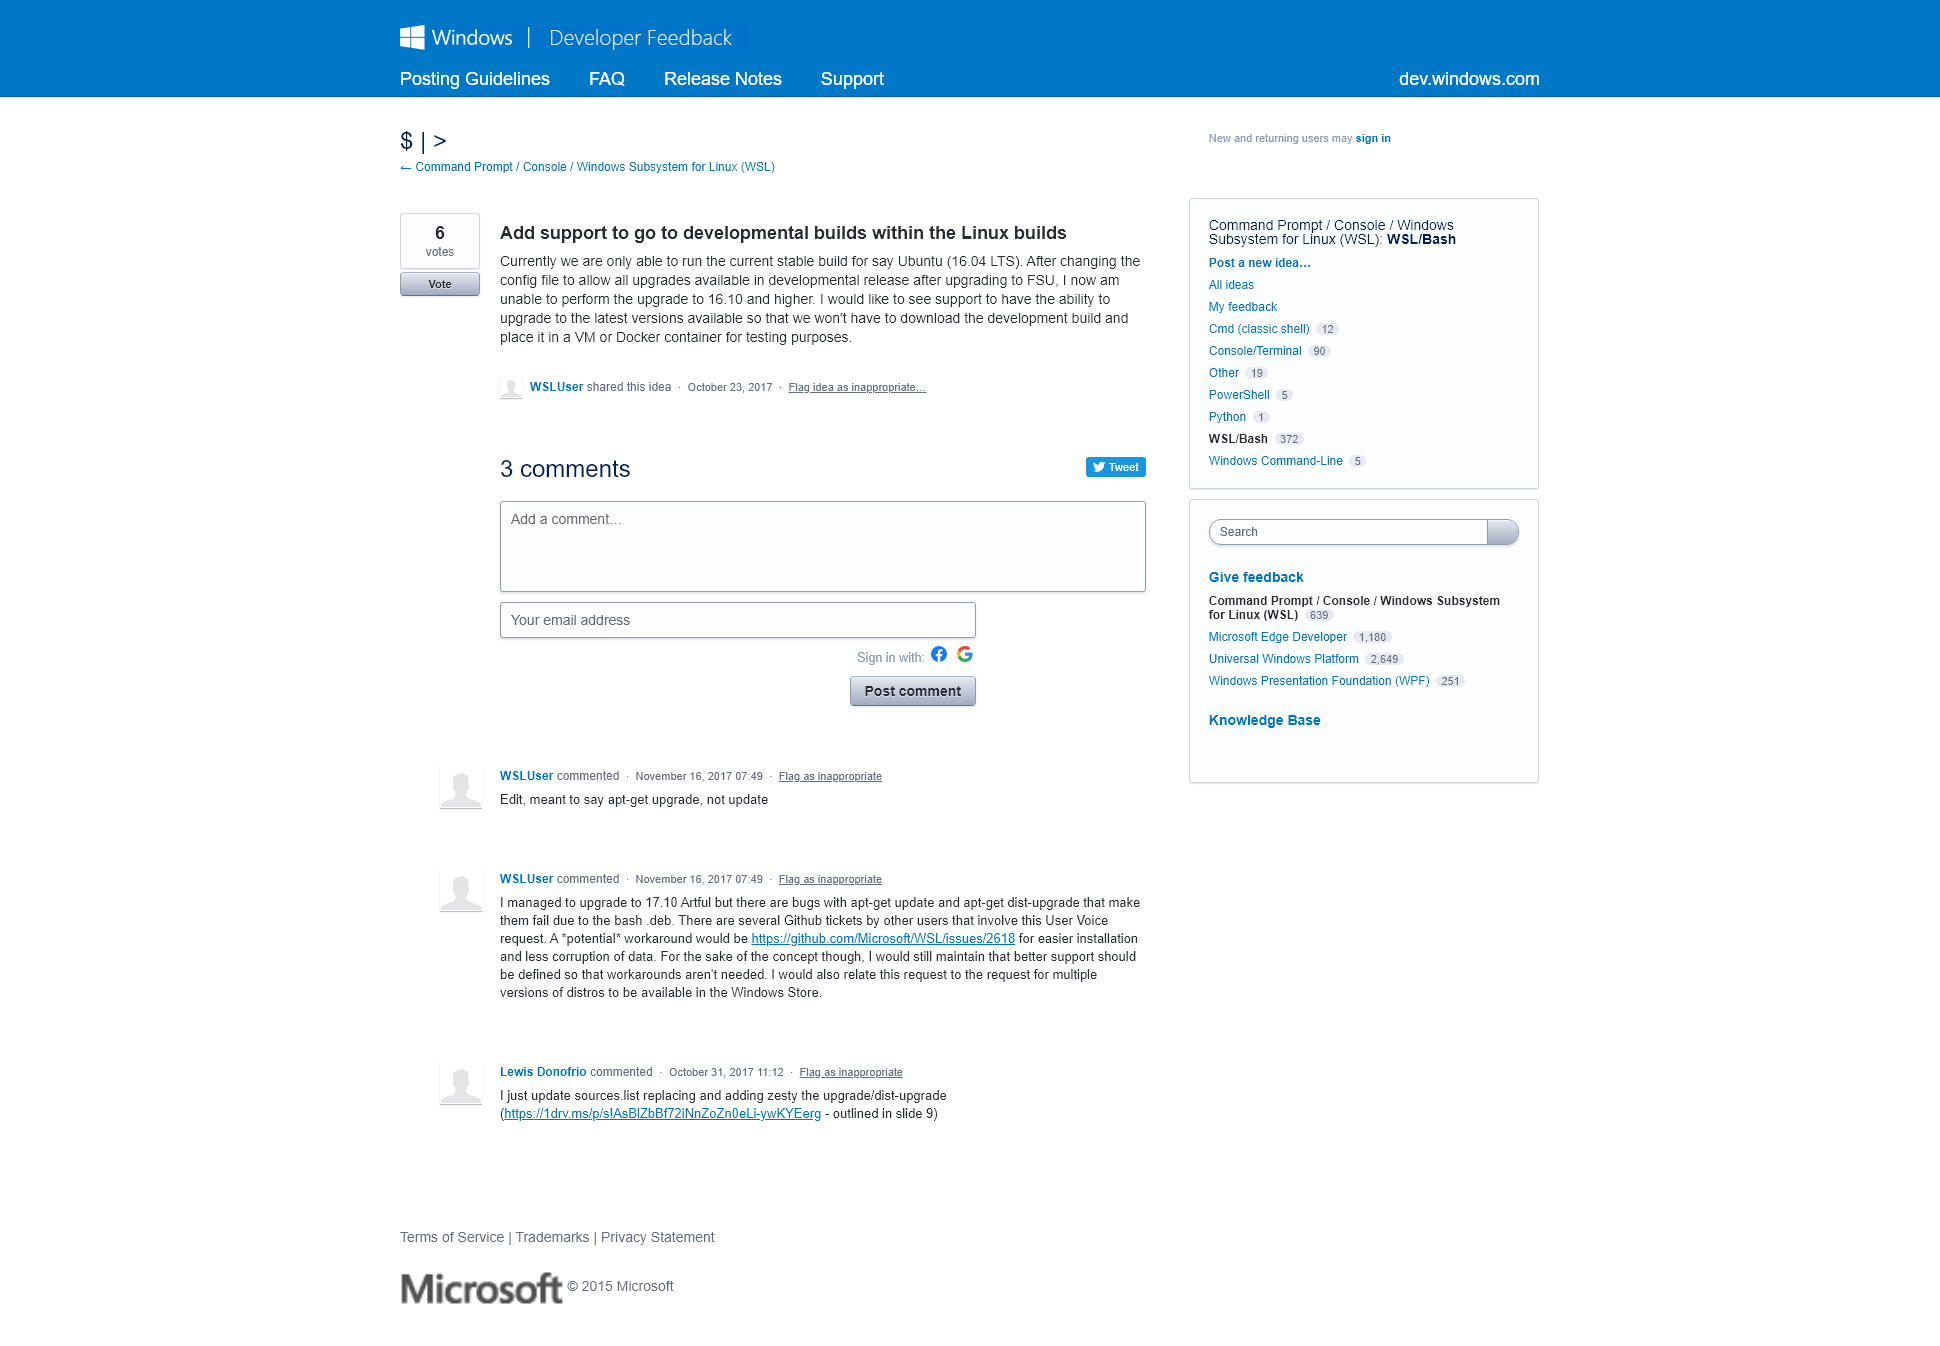 Windows | Developer Feedback
Posting Guidelines FAQ Release Notes Support dev.windows.com
$ | >
New and returning users may sign in
← Command Prompt / Console / Windows Subsystem for Linux (WSL)
6
votes
Vote
Add support to go to developmental builds within the Linux builds
Currently we are only able to run the current stable build for say Ubuntu (16.04 LTS). After changing the
config file to allow all upgrades available in developmental release after upgrading to FSU, I now am
unable to perform the upgrade to 16.10 and higher. I would like to see support to have the ability to
upgrade to the latest versions available so that we won't have to download the development build and
place it in a VM or Docker container for testing purposes.
WSLUser shared this idea · October 23, 2017 · Flag idea as inappropriate…
3 comments
Tweet
Add a comment…
Your email address
Sign in with:
Post comment
WSLUser commented · November 16, 2017 07:49 · Flag as inappropriate
Edit, meant to say apt-get upgrade, not update
WSLUser commented · November 16, 2017 07:49 · Flag as inappropriate
I managed to upgrade to 17.10 Artful but there are bugs with apt-get update and apt-get dist-upgrade that make
them fail due to the bash .deb. There are several Github tickets by other users that involve this User Voice
request. A *potential* workaround would be https://github.com/Microsoft/WSL/issues/2618 for easier installation
and less corruption of data. For the sake of the concept though, I would still maintain that better support should
be defined so that workarounds aren't needed. I would also relate this request to the request for multiple
versions of distros to be available in the Windows Store.
Lewis Donofrio commented · October 31, 2017 11:12 · Flag as inappropriate
I just update sources.list replacing and adding zesty the upgrade/dist-upgrade
(https://1drv.ms/p/s!AsBlZbBf72iNnZoZn0eLi-ywKYEerg - outlined in slide 9)
Command Prompt / Console / Windows
Subsystem for Linux (WSL): WSL/Bash
Post a new idea…
All ideas
My feedback
Cmd (classic shell) 12
Console/Terminal 90
Other 19
PowerShell 5
Python 1
WSL/Bash 372
Windows Command-Line 5
Search
Give feedback
Command Prompt / Console / Windows Subsystem
for Linux (WSL) 639
Microsoft Edge Developer 1,180
Universal Windows Platform 2,649
Windows Presentation Foundation (WPF) 251
Knowledge Base
Terms of Service | Trademarks | Privacy Statement
Microsoft © 2015 Microsoft